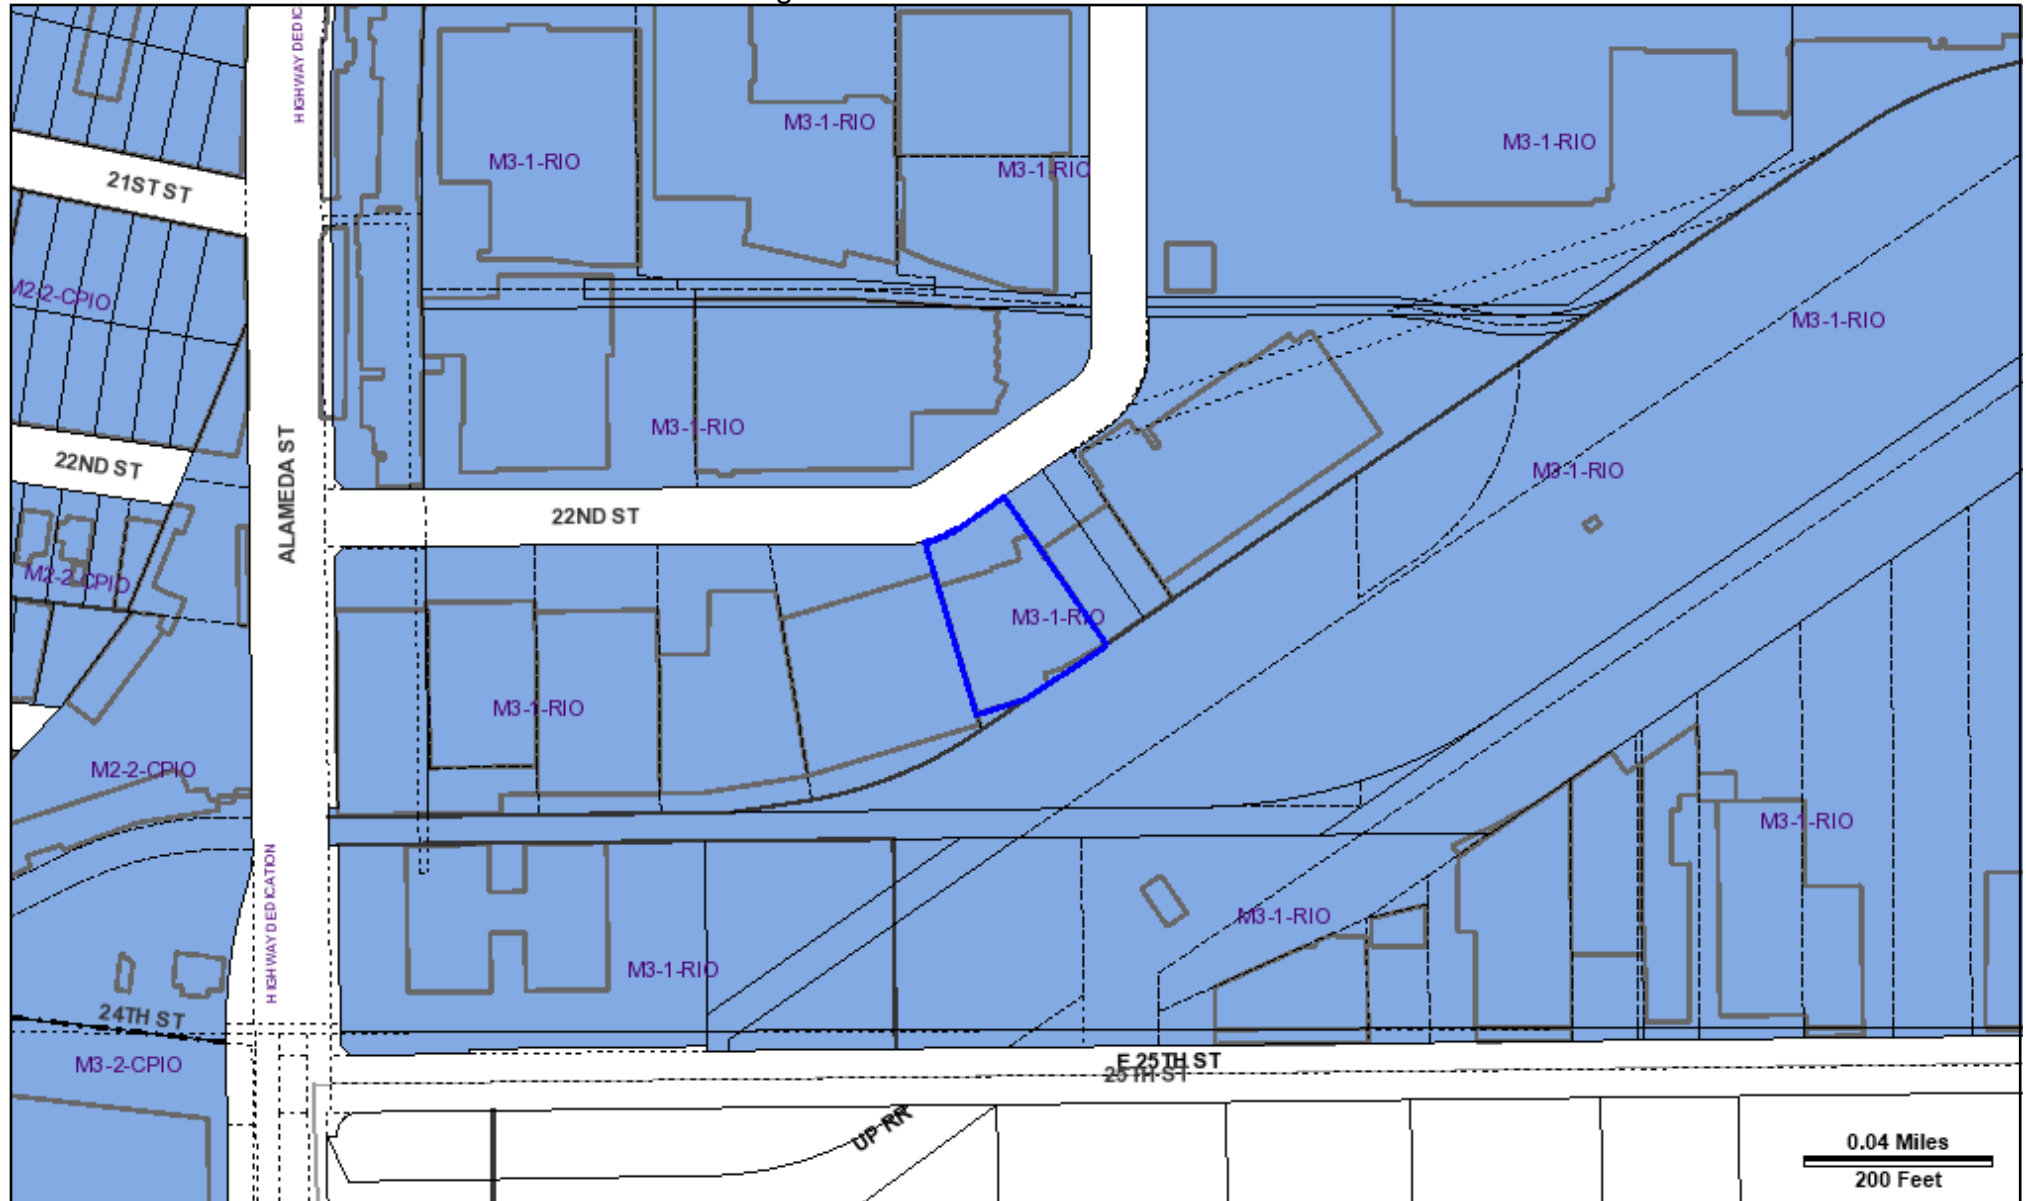 HIGHWAY DEDIC
M3-1-RIO
M3-1-RIO
M3-1-RIO
M3-1-RIO
21ST ST
M2-2-CPIO
M3-1-RIO
M3-1-RIO
22ND ST
ALAMEDA ST
M3-1-RIO
22ND ST
M2-2-CPIO
M3-1-RIO
M3-1-RIO
M2-2-CPIO
M3-1-RIO
HIGHWAY DEDICATION
M3-1-RIO
M3-1-RIO
24TH ST
M3-2-CPIO
E 25TH ST
25TH ST
UP RR
0.04 Miles
200 Feet